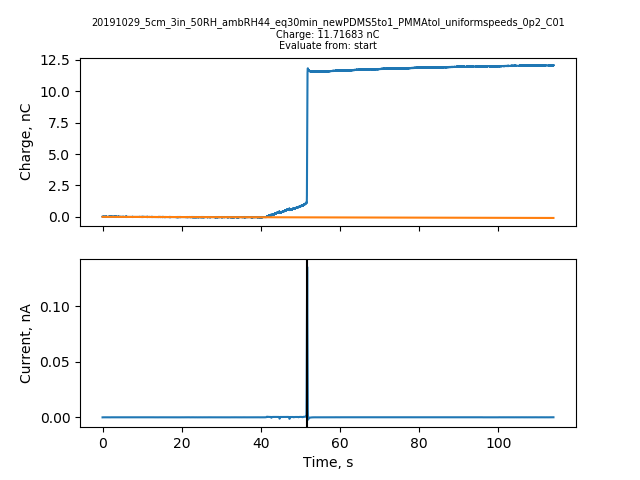 20191029_5cm_3in_50RH_ambRH44_eq30min_newPDMS5to1_PMMAtol_uniformspeeds_0p2_C01
Charge: 11.71683 nC
Evaluate from: start
12.5
10.0
7.5
5.0
2.5
0.0
Charge, nC
0.10
0.05
0.00
Current, nA
0 20 40 60 80 100
Time, s